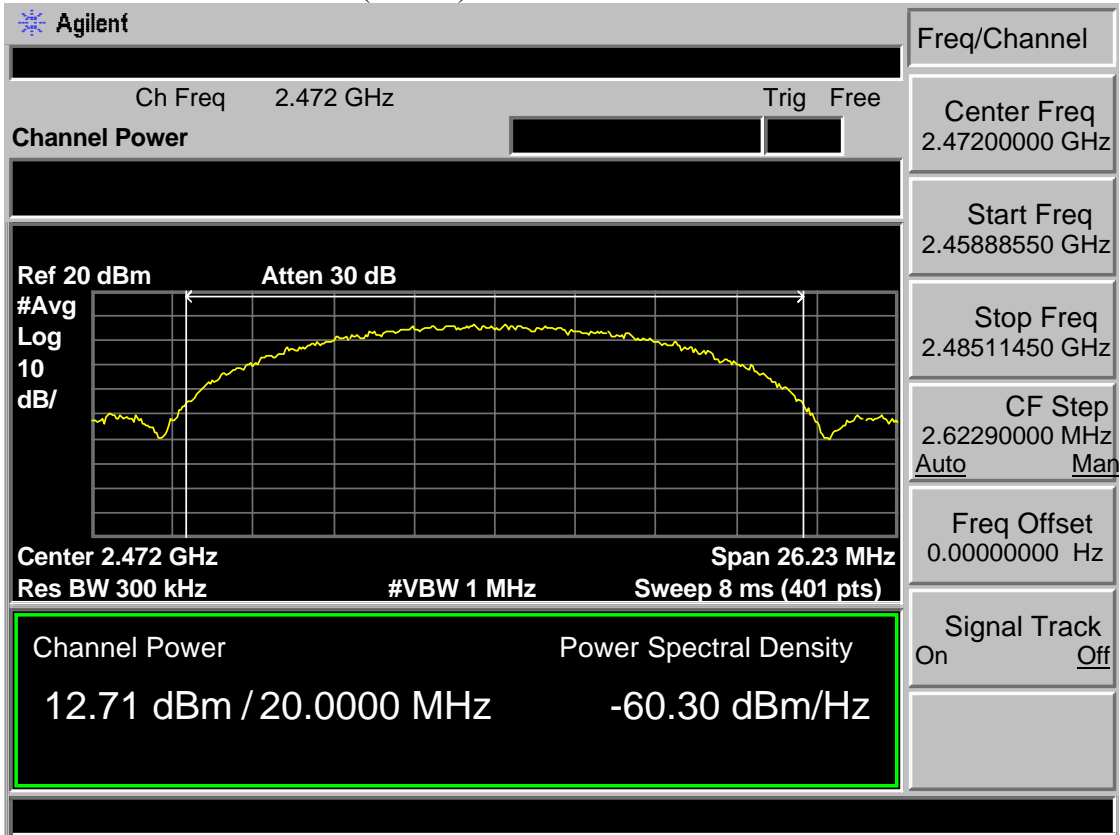 Agilent
Freq/Channel
Ch Freq 2.472 GHz Trig Free
Channel Power
Center Freq
2.47200000 GHz
Start Freq
2.45888550 GHz
Stop Freq
2.48511450 GHz
CF Step
2.62290000 MHz
Auto Man
Freq Offset
0.00000000 Hz
Signal Track
On Off
Ref 20 dBm Atten 30 dB
#Avg
Log
10
dB/
Center 2.472 GHz Span 26.23 MHz
Res BW 300 kHz #VBW 1 MHz Sweep 8 ms (401 pts)
Channel Power Power Spectral Density
12.71 dBm / 20.0000 MHz -60.30 dBm/Hz